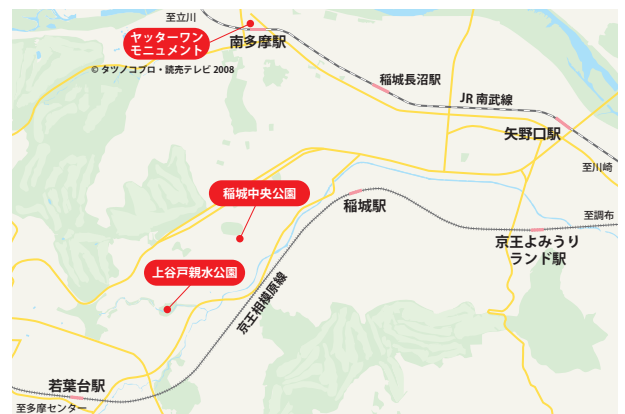 至立川
ヤッターワン
モニュメント
南多摩駅
© タツノコプロ・読売テレビ 2008
稲城長沼駅
JR 南武線
矢野口駅
至川崎
稲城中央公園
稲城駅
至調布
京王よみうり
ランド駅
上谷戸親水公園
京王相模原線
若葉台駅
至多摩センター